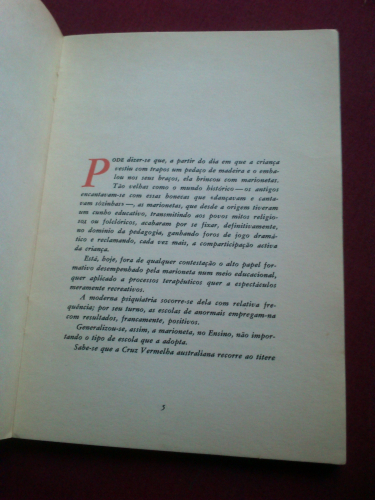 PODE dizer-se que, a partir do dia em que a criança
vestiu com trapos um pedaço de madeira e o emba-
lou nos seus braços, ela brincou com marionetas.
Tão velhas como o mundo histórico—os antigos
encantavam-se com essas bonecas que «dançavam e canta-
vam sòzinhas»—, as marionetas, que desde a origem tiveram
um cunho educativo, transmitindo aos povos mitos religio-
sos ou folclóricos, acabaram por se fixar, definitivamente,
no domínio da pedagogia, ganhando foros de jogo dramá-
tico e reclamando, cada vez mais, a comparticipação activa
da criança.
Está, hoje, fora de qualquer contestação o alto papel for-
mativo desempenhado pela marioneta num meio educacional,
quer aplicado a processos terapêuticos quer a espectáculos
meramente recreativos.
A moderna psiquiatria socorre-se dela com relativa fre-
quência; por seu turno, as escolas de anormais empregam-na
com resultados, francamente, positivos.
Generalizou-se, assim, a marioneta, no Ensino, não impor-
tando o tipo de escola que a adopta.
Sabe-se que a Cruz Vermelha australiana recorre ao títere
5